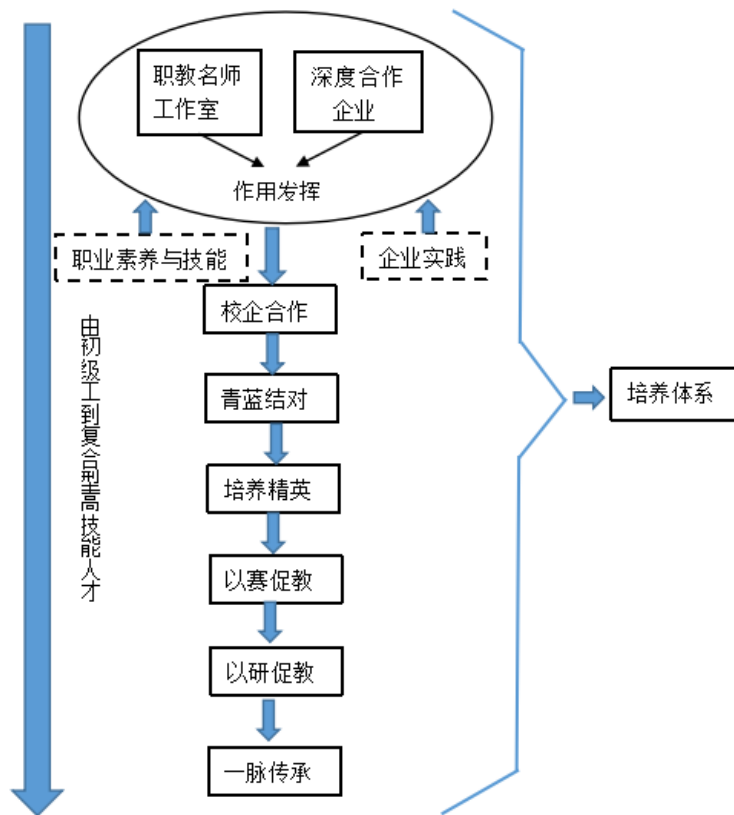 职教名师
工作室
深度合作
企业
作用发挥
职业素养与技能
企业实践
校企合作
青蓝结对
培养精英
以赛促教
以研促教
一脉传承
由初级工到复合型高技能人才
培养体系